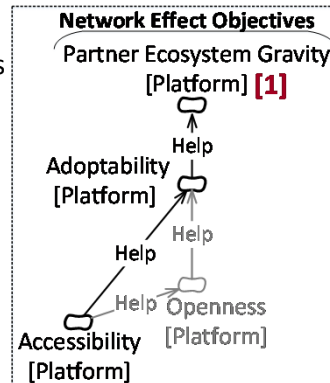 Network Effect Objectives
Partner Ecosystem Gravity
[Platform] [1]
s
Help
Adoptability
[Platform]
Help
Help
Help
Openness
[Platform]
Accessibility
[Platform]